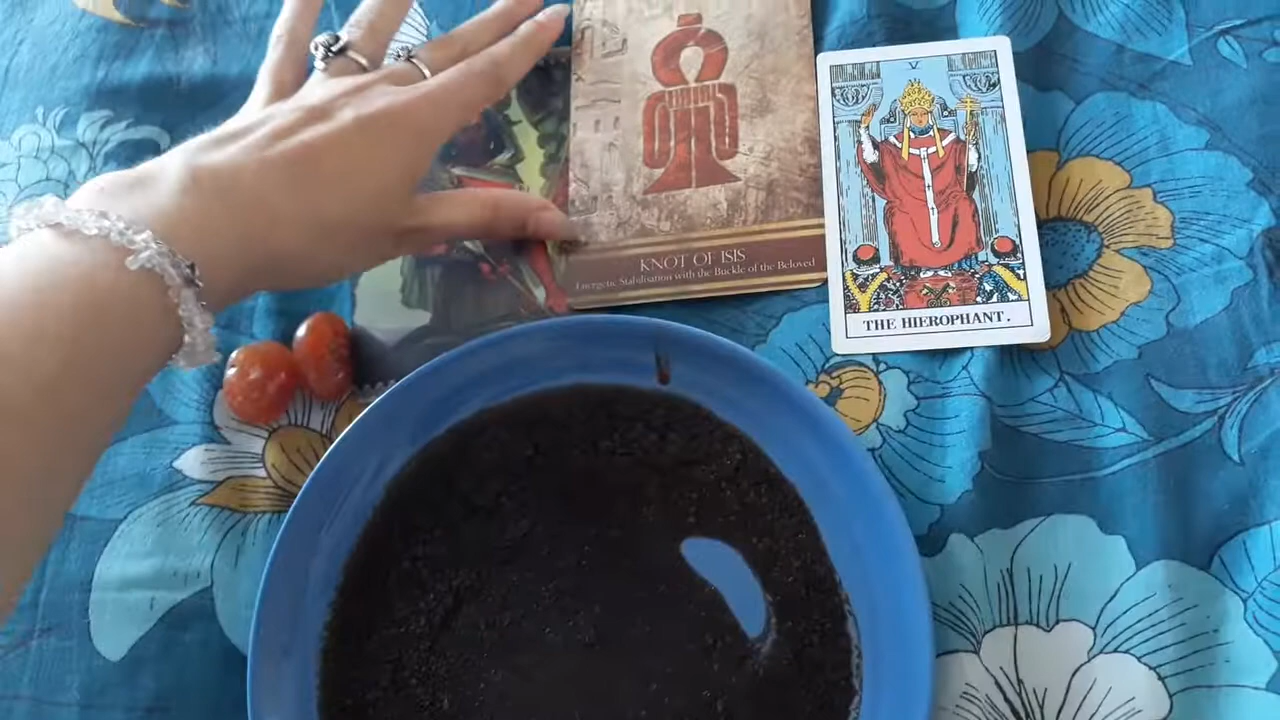 V
KNOT OF ISIS
Energetic Stabilisation with the Buckle of the Beloved
THE HIEROPHANT.